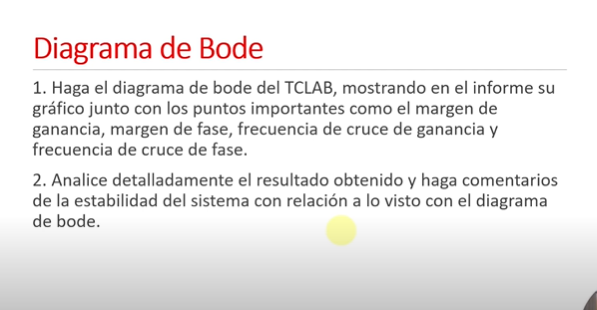 Diagrama de Bode
1. Haga el diagrama de bode del TCLAB, mostrando en el informe su
gráfico junto con los puntos importantes como el margen de
ganancia, margen de fase, frecuencia de cruce de ganancia y
frecuencia de cruce de fase.
2. Analice detalladamente el resultado obtenido y haga comentarios
de la estabilidad del sistema con relación a lo visto con el diagrama
de bode.